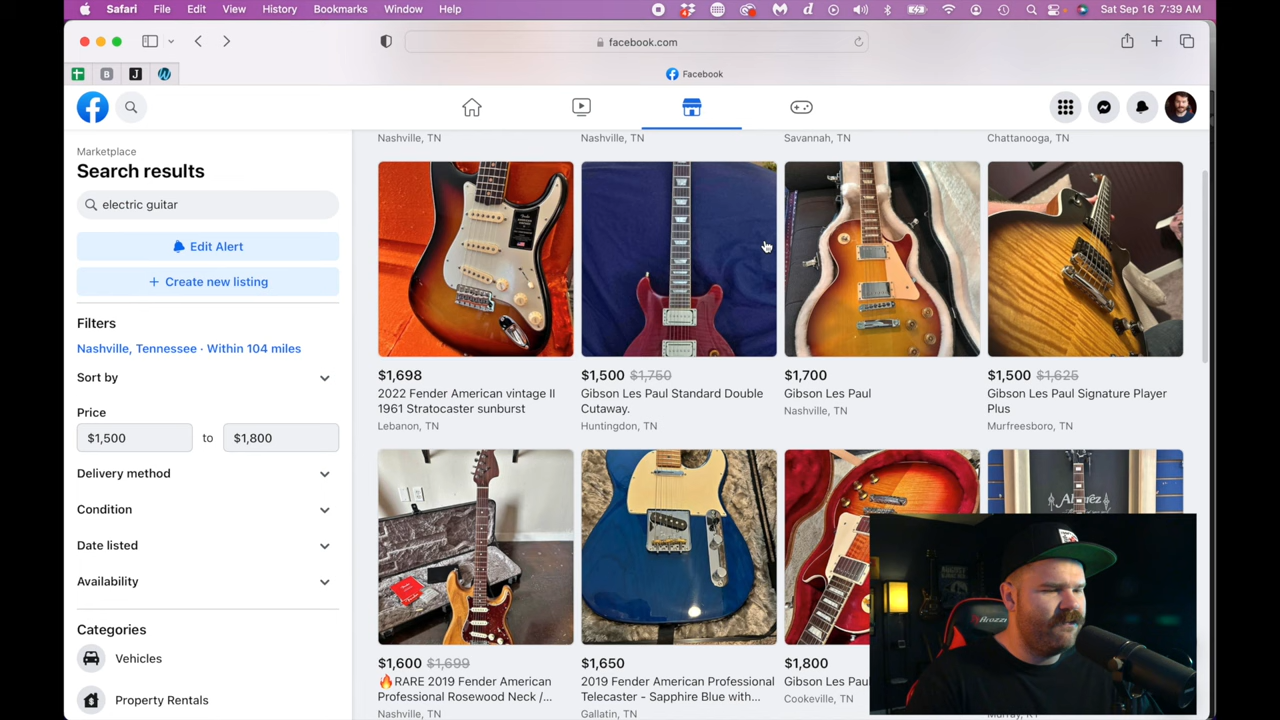 Safari File Edit View History Bookmarks Window Help Sat Sep 16 7:39 AM
facebook.com
Facebook
Marketplace
Search results
electric guitar
Edit Alert
+ Create new listing
Filters
Nashville, Tennessee · Within 104 miles
Sort by
Price
$1,500 to $1,800
Delivery method
Condition
Date listed
Availability
Categories
Vehicles
Property Rentals
Nashville, TN
Nashville, TN
Savannah, TN
Chattanooga, TN
$1,698
2022 Fender American vintage II
1961 Stratocaster sunburst
Lebanon, TN
$1,500 $1,750
Gibson Les Paul Standard Double
Cutaway.
Huntingdon, TN
$1,700
Gibson Les Paul
Nashville, TN
$1,500 $1,625
Gibson Les Paul Signature Player
Plus
Murfreesboro, TN
$1,600 $1,699
🔥RARE 2019 Fender American
Professional Rosewood Neck /...
Nashville, TN
$1,650
2019 Fender American Professional
Telecaster - Sapphire Blue with...
Gallatin, TN
$1,800
Gibson Les Pau
Cookeville, TN
Alvarez
Arozzi